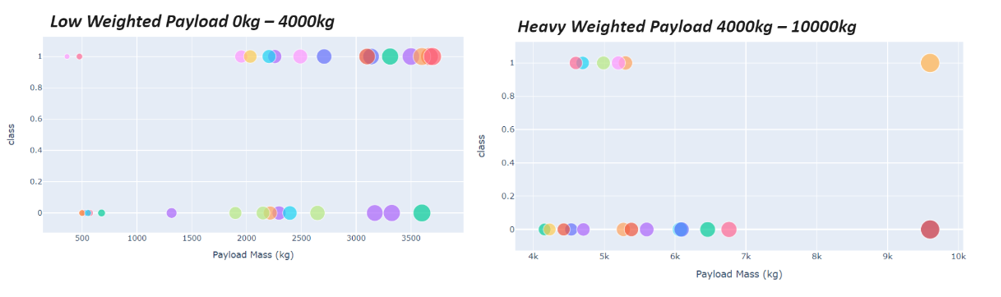 Low Weighted Payload 0kg – 4000kg
1
0.8
0.6
0.4
0.2
0
class
500
1000
1500
2000
2500
3000
3500
Payload Mass (kg)
Heavy Weighted Payload 4000kg – 10000kg
1
0.8
0.6
0.4
0.2
0
class
4k
5k
6k
7k
8k
9k
10k
Payload Mass (kg)